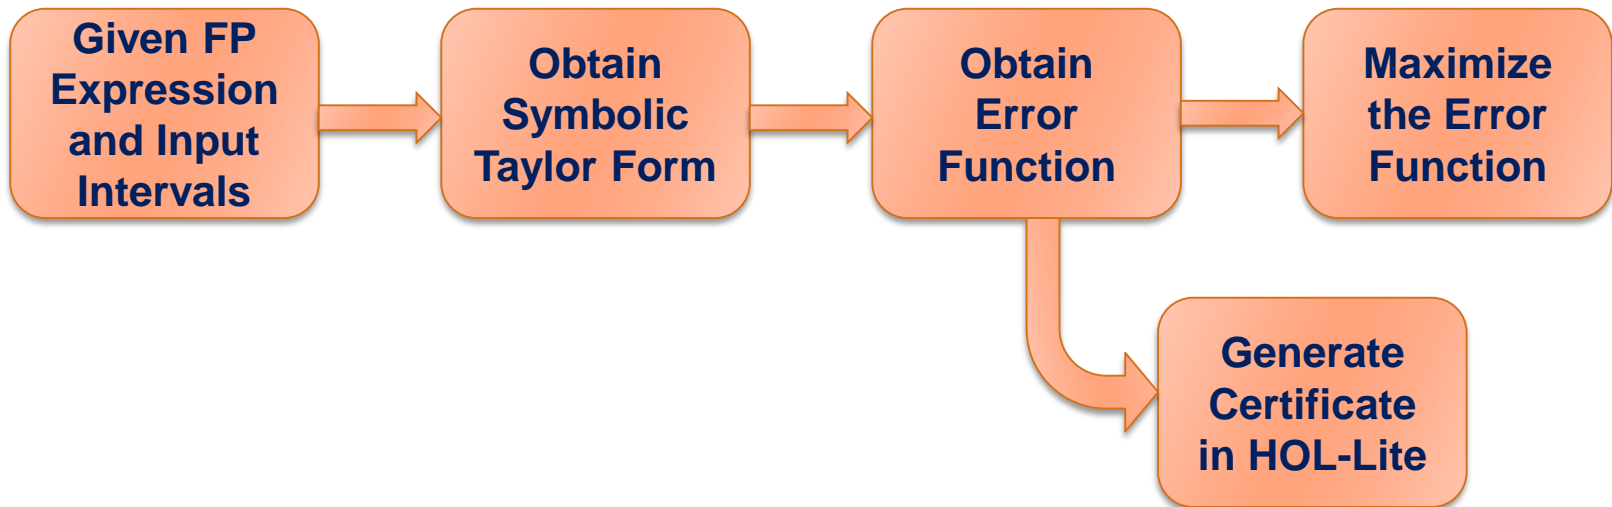 Given FP
Expression
and Input
Intervals
Obtain
Symbolic
Taylor Form
Obtain
Error
Function
Maximize
the Error
Function
Generate
Certificate
in HOL-Lite